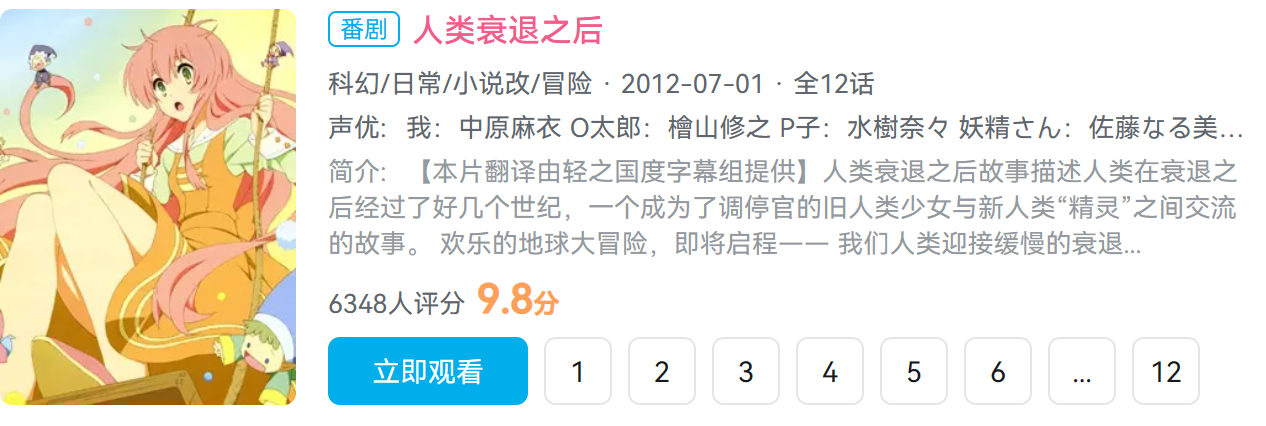 番剧 人类衰退之后
科幻/日常/小说改/冒险 · 2012-07-01 · 全12话
声优：我：中原麻衣 O太郎：檜山修之 P子：水樹奈々 妖精さん：佐藤なる美...
简介：【本片翻译由轻之国度字幕组提供】人类衰退之后故事描述人类在衰退之
后经过了好几个世纪，一个成为了调停官的旧人类少女与新人类“精灵”之间交流
的故事。 欢乐的地球大冒险，即将启程—— 我们人类迎接缓慢的衰退...
6348人评分 9.8分
立即观看 1 2 3 4 5 6 ... 12